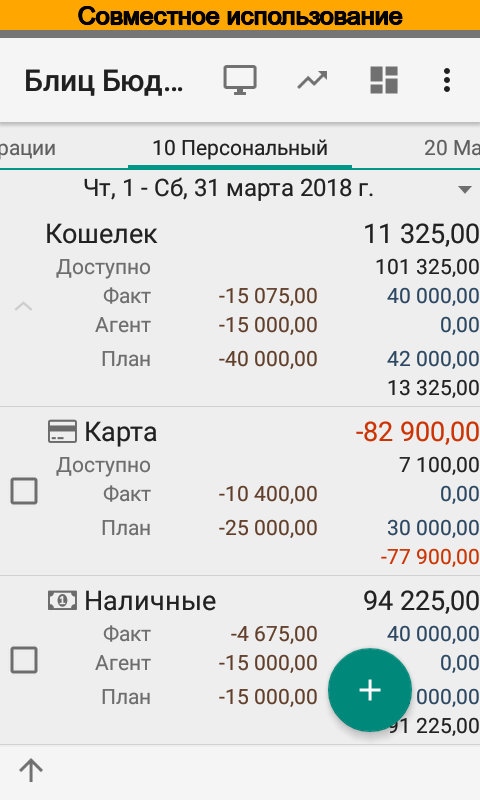 Совместное использование
Блиц Бюд...
рации 10 Персональный 20 Ма
Чт, 1 - Сб, 31 марта 2018 г.
Кошелек 11 325,00
Доступно 101 325,00
Факт -15 075,00 40 000,00
Агент -15 000,00 0,00
План -40 000,00 42 000,00
13 325,00
Карта -82 900,00
Доступно 7 100,00
Факт -10 400,00 0,00
План -25 000,00 30 000,00
-77 900,00
Наличные 94 225,00
Факт -4 675,00 40 000,00
Агент -15 000,00 0,00
План -15 000,00 000,00
91 225,00